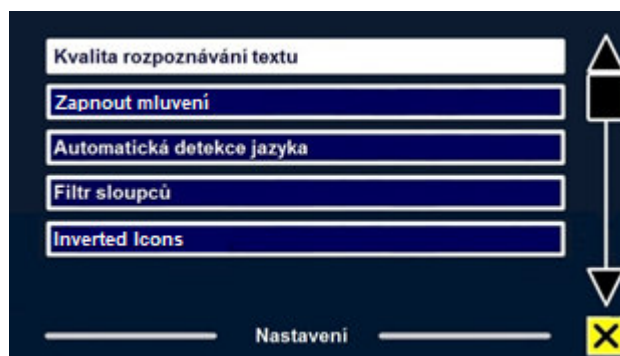 Kvalita rozpoznávání textu
Zapnout mluvení
Automatická detekce jazyka
Filtr sloupců
Inverted Icons
Nastavení